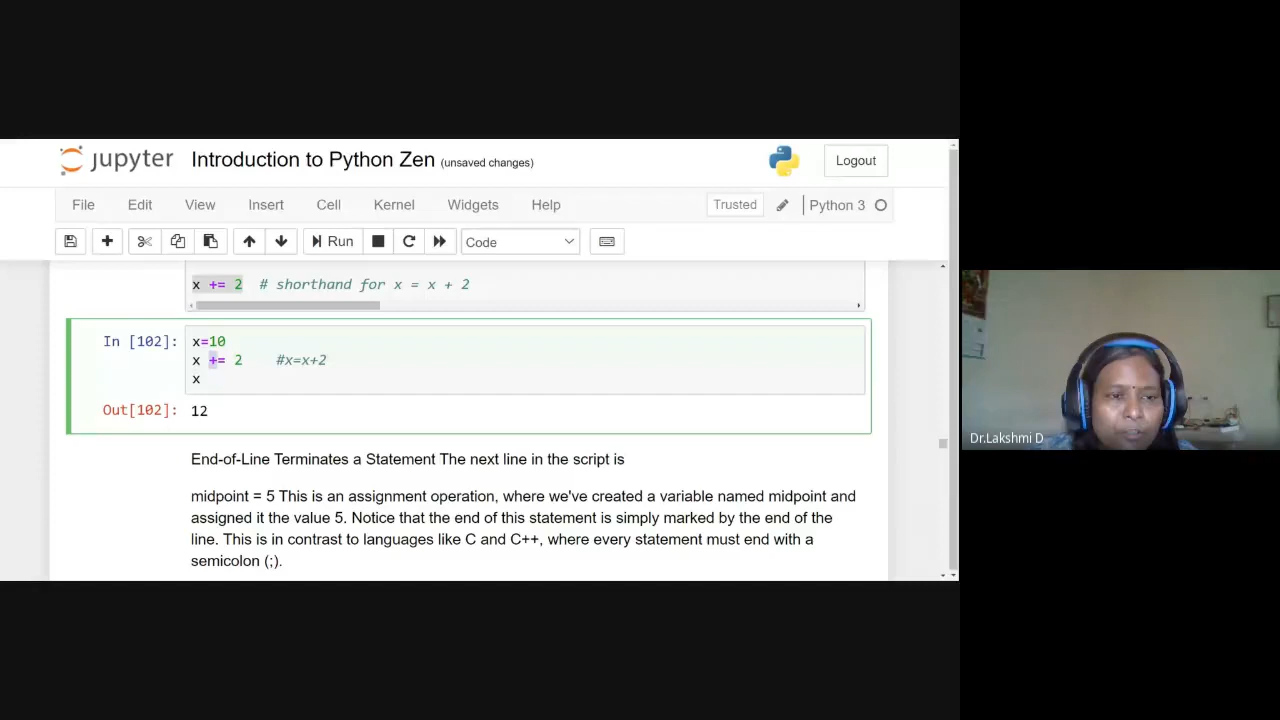 jupyter Introduction to Python Zen (unsaved changes) Logout
File Edit View Insert Cell Kernel Widgets Help Trusted Python 3
Run Code
x += 2 # shorthand for x = x + 2
In [102]: x=10
x += 2 #x=x+2
x
Out[102]: 12
End-of-Line Terminates a Statement The next line in the script is
midpoint = 5 This is an assignment operation, where we've created a variable named midpoint and
assigned it the value 5. Notice that the end of this statement is simply marked by the end of the
line. This is in contrast to languages like C and C++, where every statement must end with a
semicolon (;).
Dr.Lakshmi D